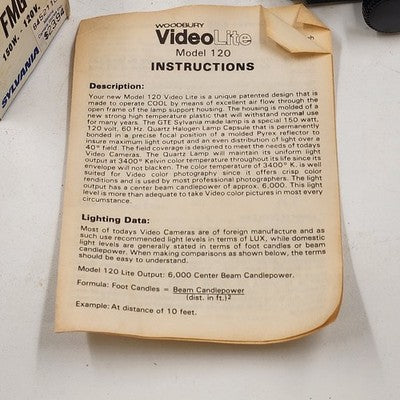 FMG
150W. - 120V.
SYLVANIA
WOODBURY
VideoLite
Model 120
INSTRUCTIONS
Description:
Your new Model 120 Video Lite is a unique patented design that is
made to operate COOL by means of excellent air flow through the
open frame of the lamp support housing. The housing is molded of a
new strong high temperature plastic that will withstand normal use
for many years. The GTE Sylvania made lamp is a special 150 watt,
120 volt, 60 Hz Quartz Halogen Lamp Capsule that is permanently
bonded in a precise focal position of a molded Pyrex reflector to
insure maximum light output and an even distribution of light over a
40° field. The field coverage is designed to meet the needs of todays
Video Cameras. The Quartz Lamp will maintain its uniform light
output at 3400° Kelvin color temperature throughout its life since its
envelope will not blacken. The color temperature of 3400° K. is well
suited for Video color photography since it offers crisp color
renditions and is used by most professional photographers. The light
output has a center beam candlepower of approx. 6,000. This light
level is more than adequate to take Video color pictures in most every
circumstance.
Lighting Data:
Most of todays Video Cameras are of foreign manufacture and as
such use recommended light levels in terms of LUX, while domestic
light levels are generally stated in terms of foot candles or beam
candlepower. When making comparisons as shown below, the terms
should be easy to understand.
Model 120 Lite Output: 6,000 Center Beam Candlepower.
Formula: Foot Candles = Beam Candlepower
(dist. in ft.)2
Example: At distance of 10 feet.